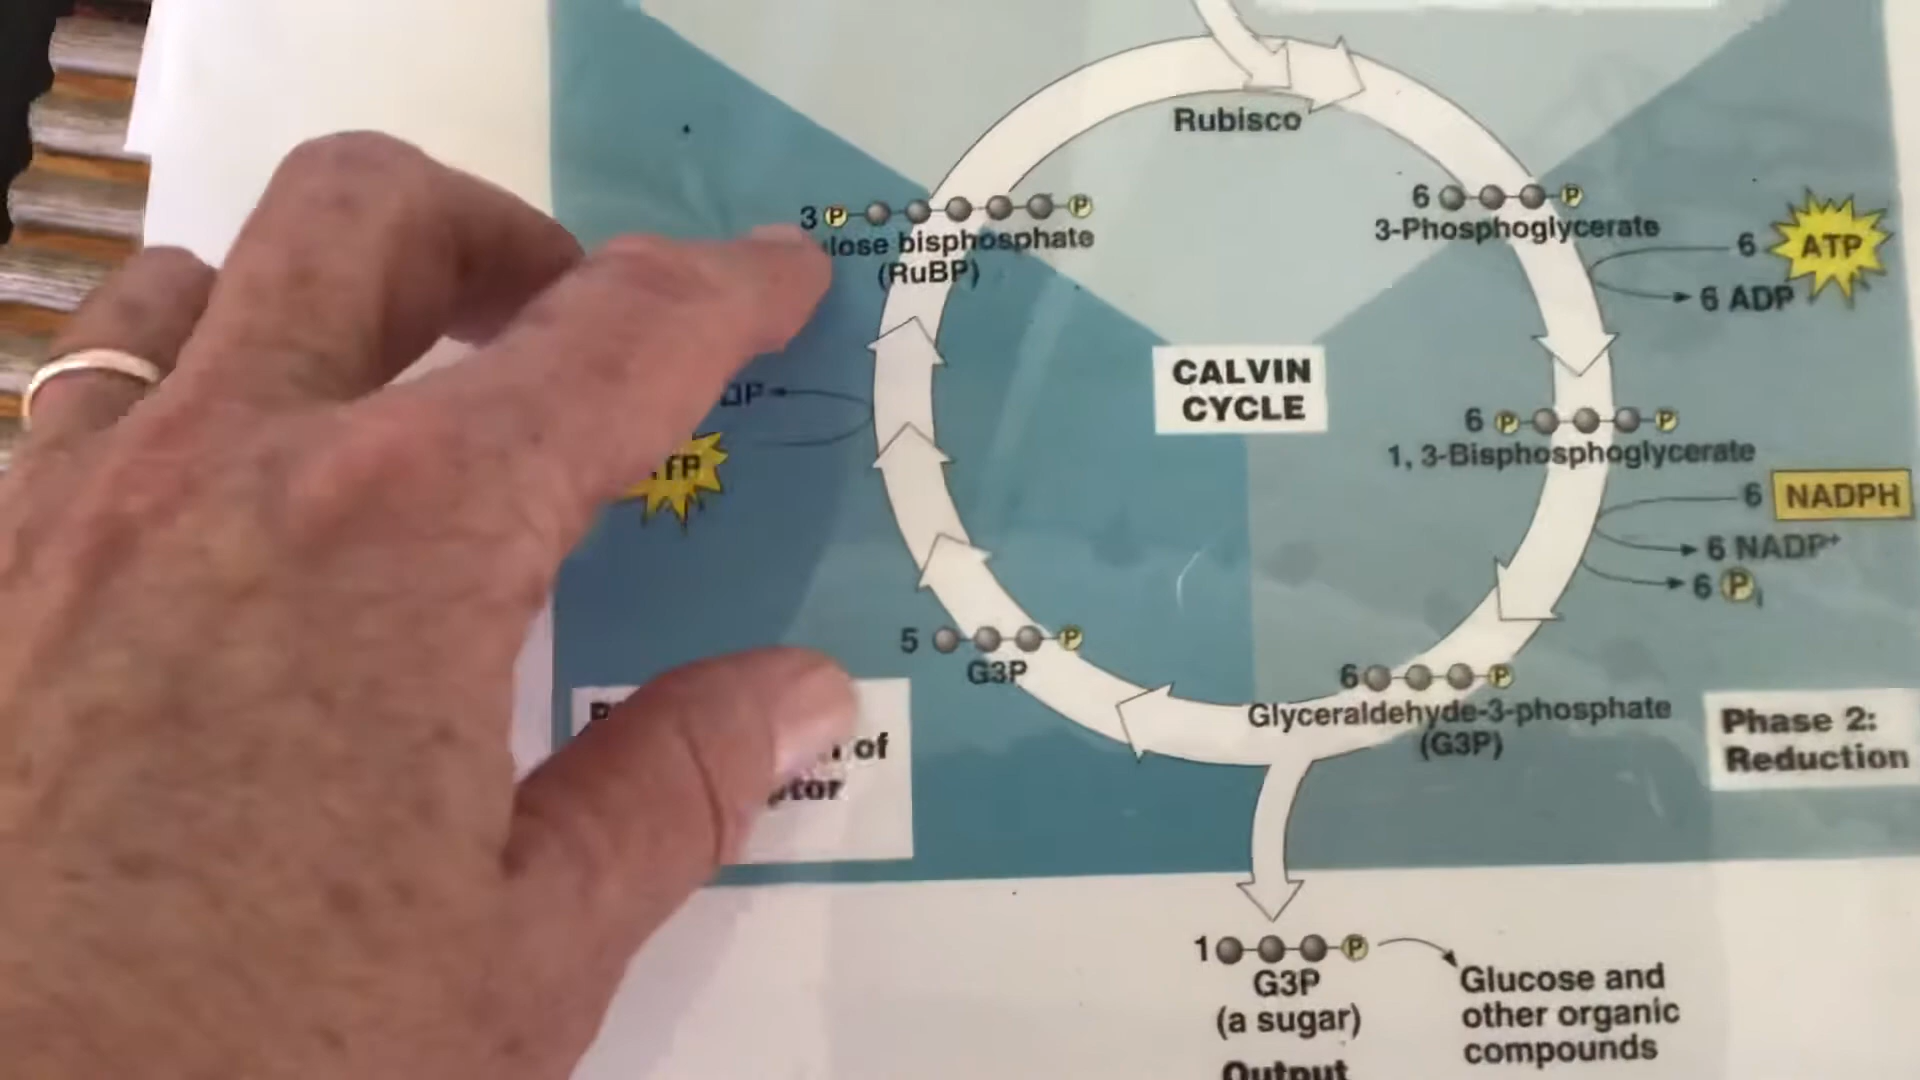 Rubisco
3 P P
bisphosphate
(RuBP)
6 P
3-Phosphoglycerate
6 ATP
6 ADP
CALVIN
CYCLE
6 P P
1, 3-Bisphosphoglycerate
6 NADPH
6 NADP+
6 Pi
5 P
G3P
6 P
Glyceraldehyde-3-phosphate
(G3P)
Phase 2:
Reduction
of
1 P
G3P
(a sugar)
Output
Glucose and
other organic
compounds